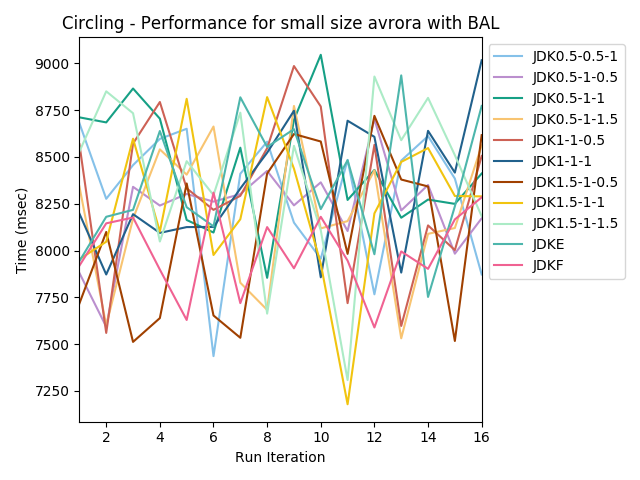 Circling - Performance for small size avrora with BAL
Time (msec)
9000
8750
8500
8250
8000
7750
7500
7250
2 4 6 8 10 12 14 16
Run Iteration
JDK0.5-0.5-1
JDK0.5-1-0.5
JDK0.5-1-1
JDK0.5-1-1.5
JDK1-1-0.5
JDK1-1-1
JDK1.5-1-0.5
JDK1.5-1-1
JDK1.5-1-1.5
JDKE
JDKF